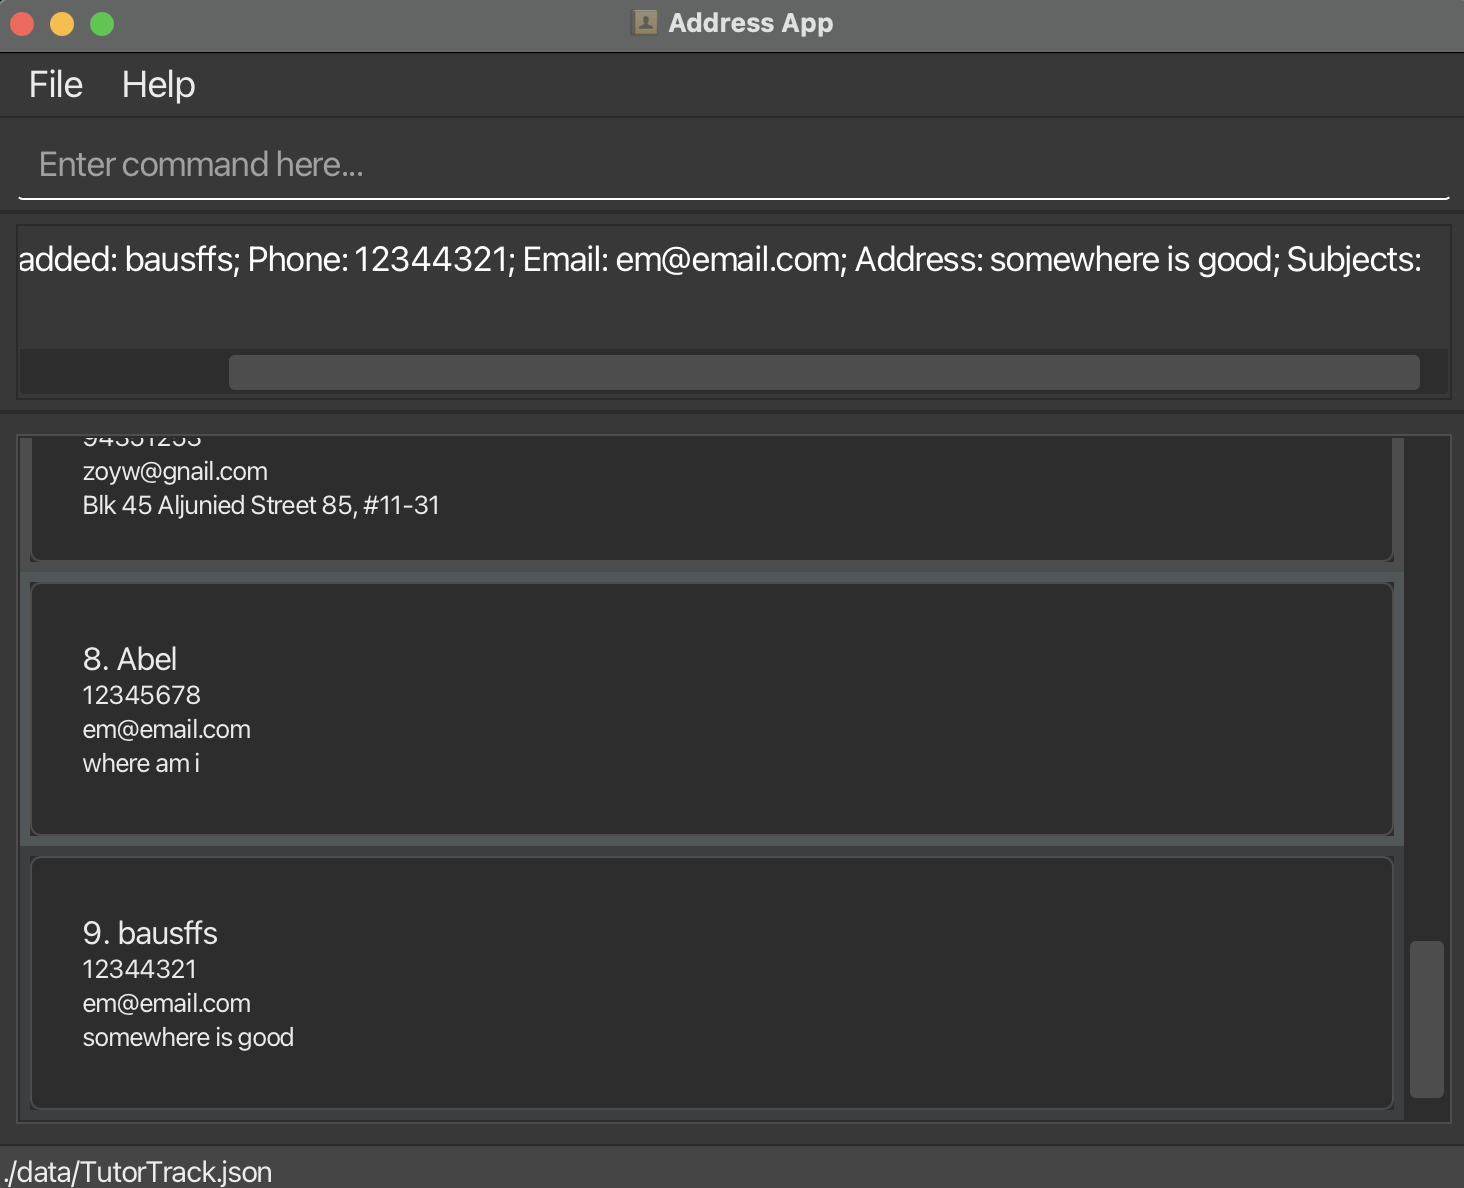 Address App
File Help
Enter command here...
added: bausffs; Phone: 12344321; Email: em@email.com; Address: somewhere is good; Subjects:
94351253
zoyw@gnail.com
Blk 45 Aljunied Street 85, #11-31
8. Abel
12345678
em@email.com
where am i
9. bausffs
12344321
em@email.com
somewhere is good
./data/TutorTrack.json